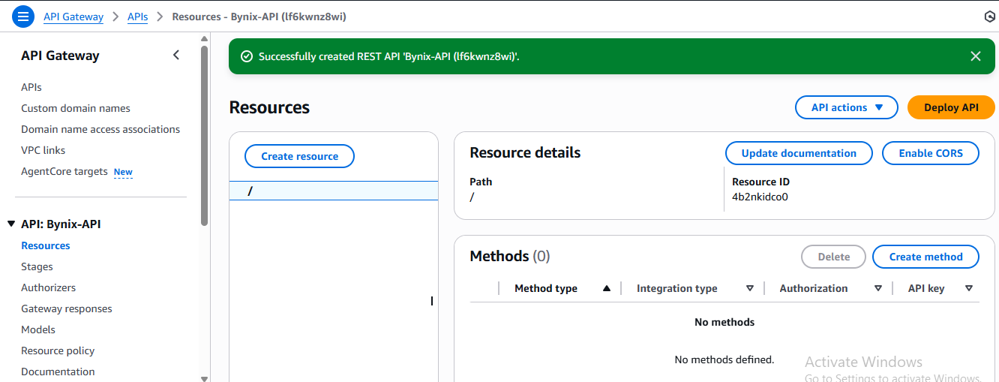 API Gateway > APIs > Resources - Bynix-API (lf6kwnz8wi)
API Gateway
APIs
Custom domain names
Domain name access associations
VPC links
AgentCore targets New
API: Bynix-API
Resources
Stages
Authorizers
Gateway responses
Models
Resource policy
Documentation
Successfully created REST API 'Bynix-API (lf6kwnz8wi)'.
Resources
API actions
Deploy API
Create resource
/
Resource details
Update documentation
Enable CORS
Path
/
Resource ID
4b2nkidco0
Methods (0)
Delete
Create method
Method type
Integration type
Authorization
API key
No methods
No methods defined.
Activate Windows
Go to Settings to activate Windows.